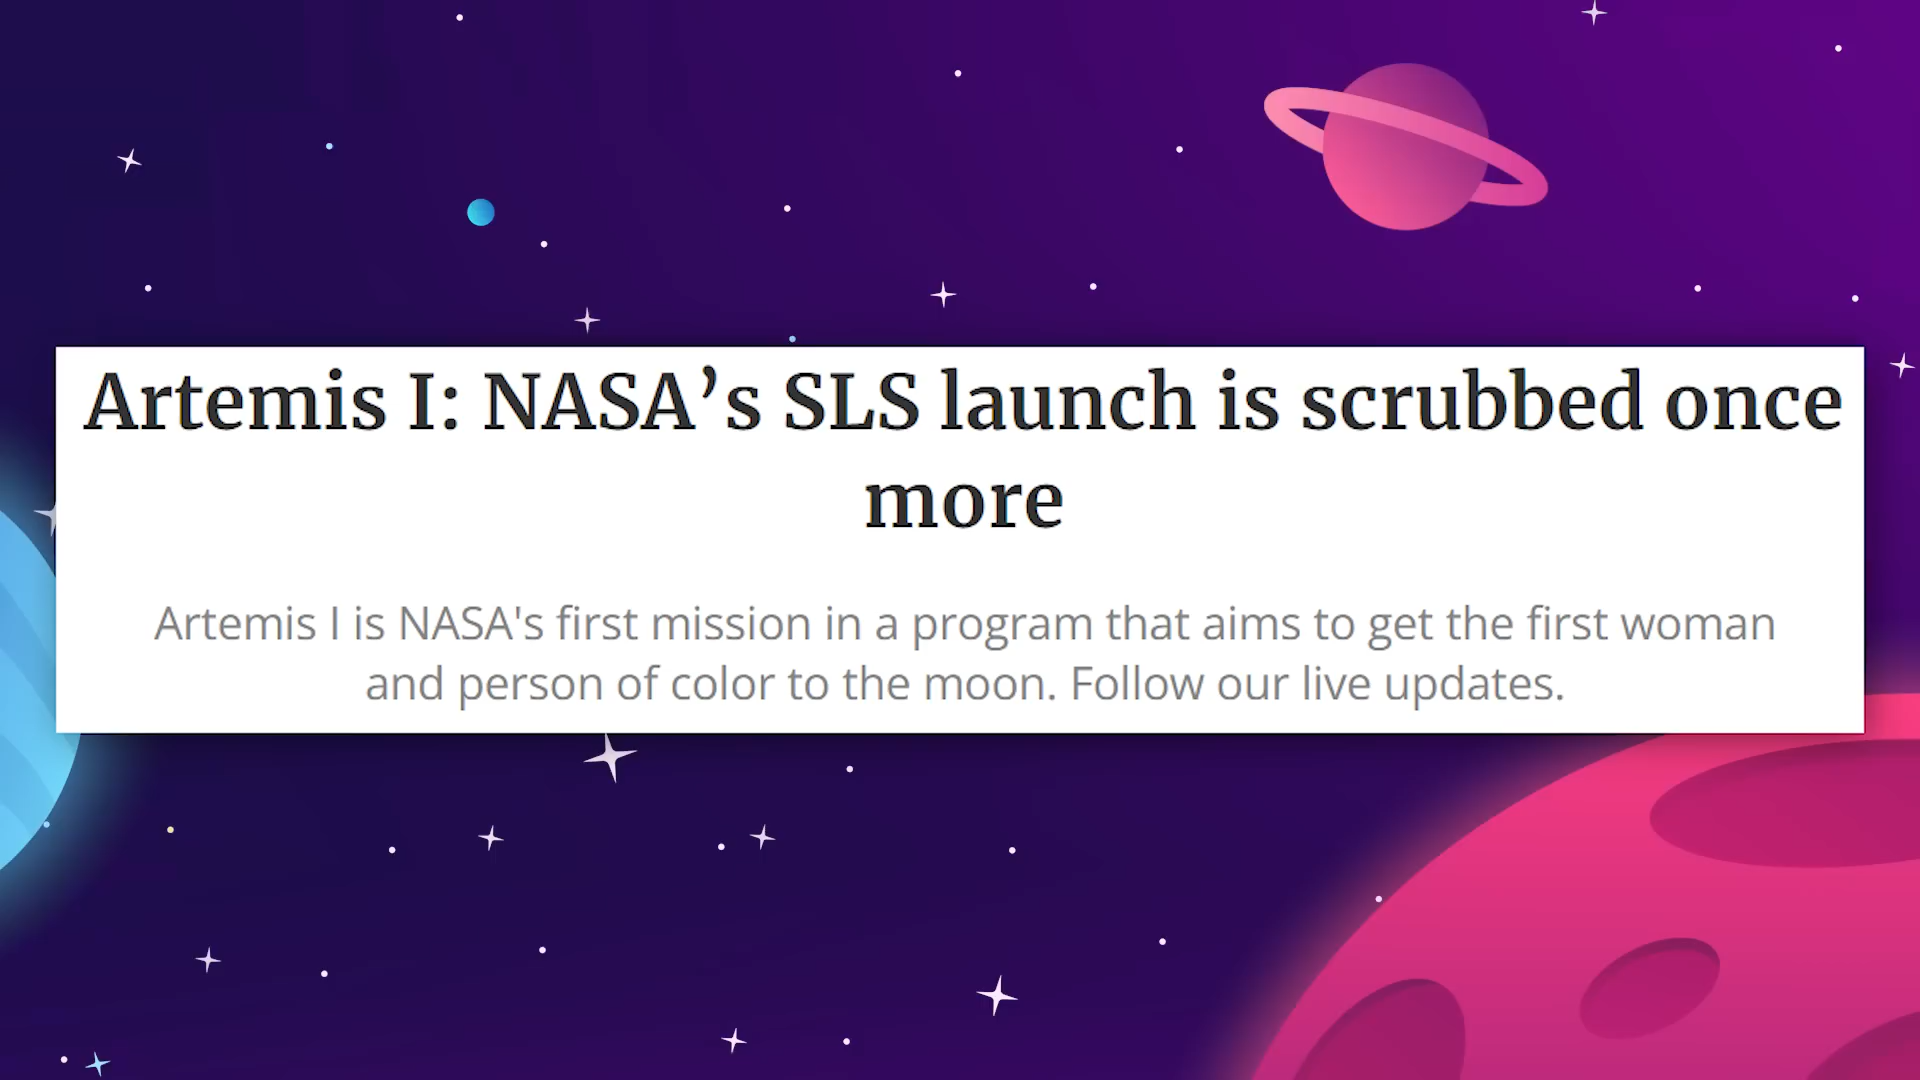 Artemis I: NASA’s SLS launch is scrubbed once
more
Artemis I is NASA's first mission in a program that aims to get the first woman
and person of color to the moon. Follow our live updates.